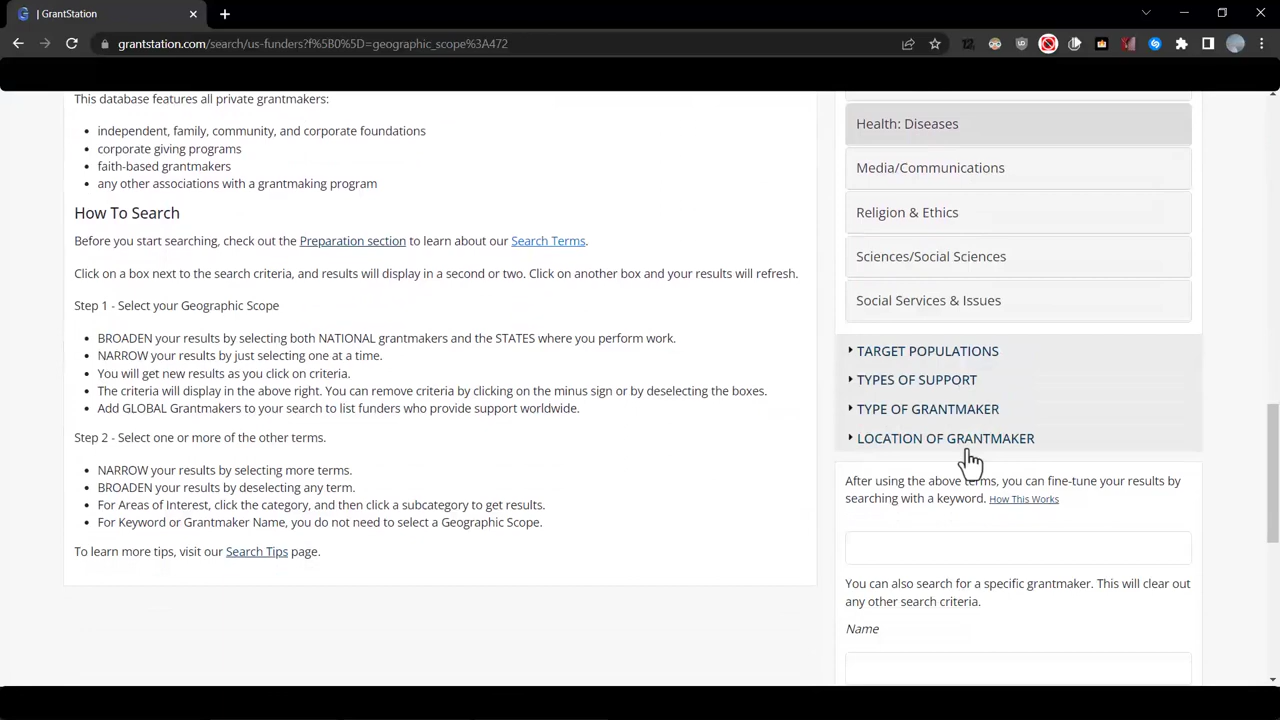 | GrantStation
grantstation.com/search/us-funders?f%5B0%5D=geographic_scope%3A472
This database features all private grantmakers:
independent, family, community, and corporate foundations
corporate giving programs
faith-based grantmakers
any other associations with a grantmaking program
How To Search
Before you start searching, check out the Preparation section to learn about our Search Terms.
Click on a box next to the search criteria, and results will display in a second or two. Click on another box and your results will refresh.
Step 1 - Select your Geographic Scope
BROADEN your results by selecting both NATIONAL grantmakers and the STATES where you perform work.
NARROW your results by just selecting one at a time.
You will get new results as you click on criteria.
The criteria will display in the above right. You can remove criteria by clicking on the minus sign or by deselecting the boxes.
Add GLOBAL Grantmakers to your search to list funders who provide support worldwide.
Step 2 - Select one or more of the other terms.
NARROW your results by selecting more terms.
BROADEN your results by deselecting any term.
For Areas of Interest, click the category, and then click a subcategory to get results.
For Keyword or Grantmaker Name, you do not need to select a Geographic Scope.
To learn more tips, visit our Search Tips page.
Health: Diseases
Media/Communications
Religion & Ethics
Sciences/Social Sciences
Social Services & Issues
TARGET POPULATIONS
TYPES OF SUPPORT
TYPE OF GRANTMAKER
LOCATION OF GRANTMAKER
After using the above terms, you can fine-tune your results by
searching with a keyword. How This Works
You can also search for a specific grantmaker. This will clear out
any other search criteria.
Name